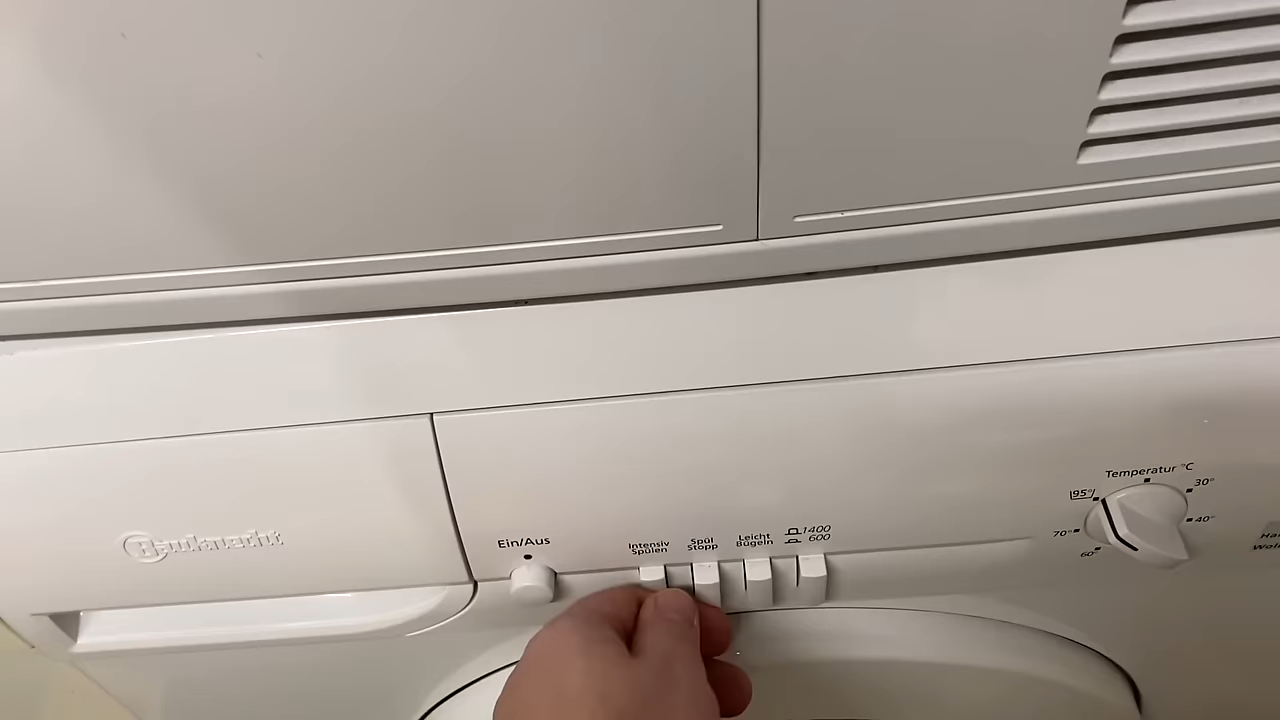 Bauknecht
Ein/Aus
Intensiv
Spülen
Spül
Stopp
Leicht
Bügeln
1400
600
Temperatur °C
95°
30°
70°
40°
60°